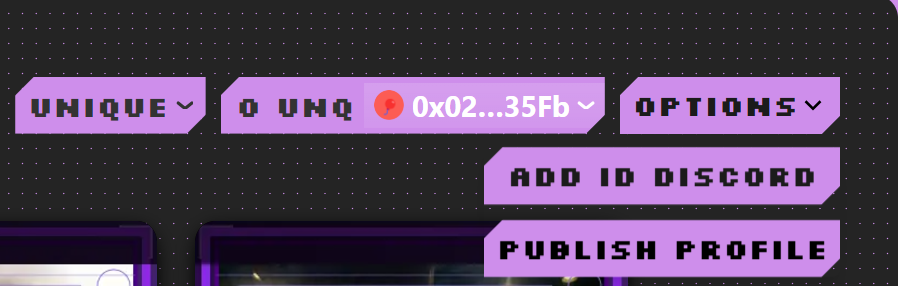 UNIQUE 0 UNQ 0x02...35Fb OPTIONS
ADD ID DISCORD
PUBLISH PROFILE